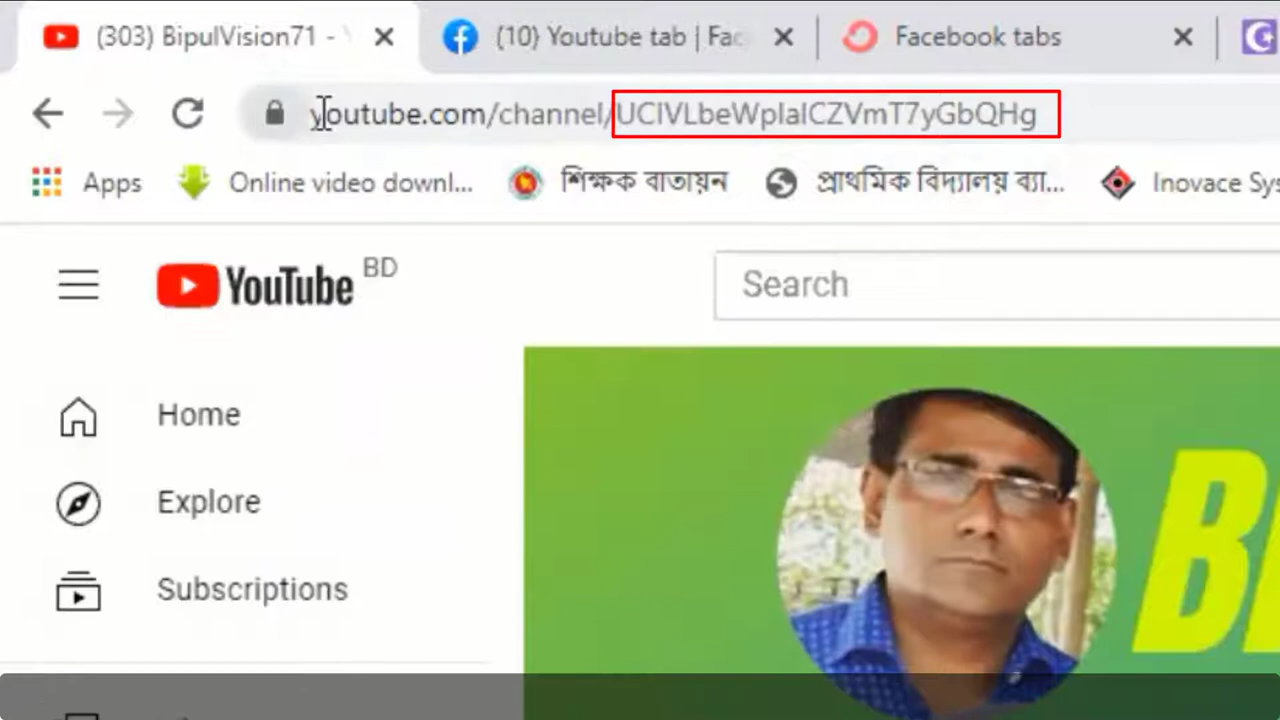 (303) BipulVision71 -
(10) Youtube tab | Fac
Facebook tabs
youtube.com/channel/UCIVLbeWplaICZVmT7yGbQHg
Apps
Online video downl...
শিক্ষক বাতায়ন
প্রাথমিক বিদ্যালয় ব্যা...
Inovace Sys
YouTube BD
Search
Home
Explore
Subscriptions